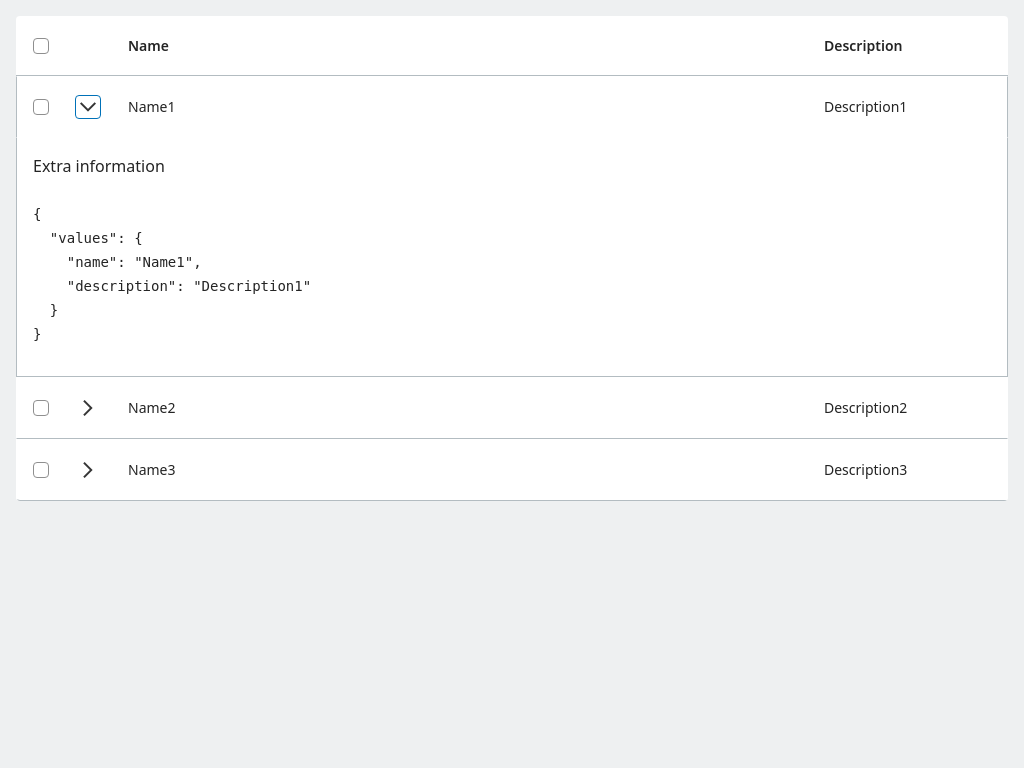 Name Description
Name1 Description1
Extra information
{
  "values": {
    "name": "Name1",
    "description": "Description1"
  }
}
Name2 Description2
Name3 Description3